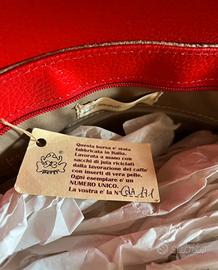 Questa borsa e' stata
fabbricata in Italia.
Lavorata a mano con
sacchi di juta riciclati
dalla lavorazione del caffe'
con inserti di vera pelle.
Ogni esemplare e' un
NUMERO UNICO.
La vostra e' la N°
subito